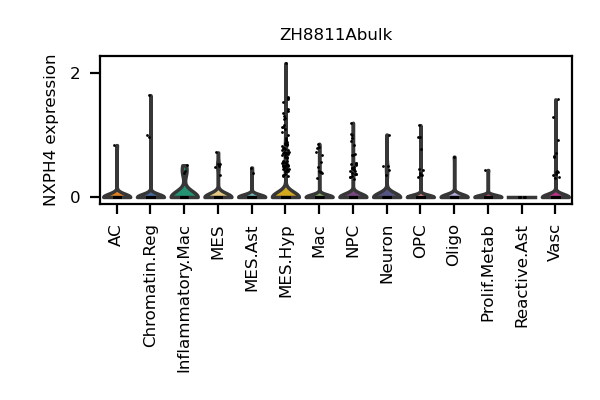 ZH8811Abulk
NXPH4 expression
2
0
AC
Chromatin.Reg
Inflammatory.Mac
MES
MES.Ast
MES.Hyp
Mac
NPC
Neuron
OPC
Oligo
Prolif.Metab
Reactive.Ast
Vasc